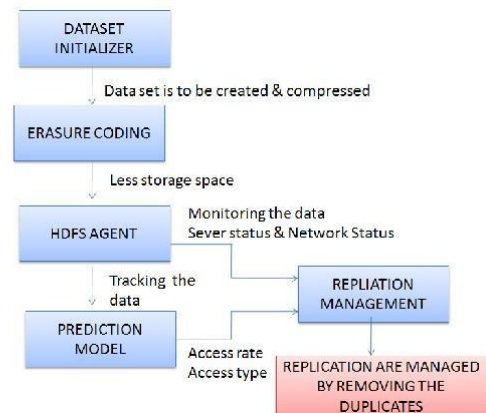 DATASET
INITIALIZER
Data set is to be created & compressed
ERASURE CODING
Less storage space
HDFS AGENT
Monitoring the data
Sever status & Network Status
Tracking the
data
REPLIATION
MANAGEMENT
PREDICTION
MODEL
Access rate
Access type
REPLICATION ARE MANAGED
BY REMOVING THE
DUPLICATES